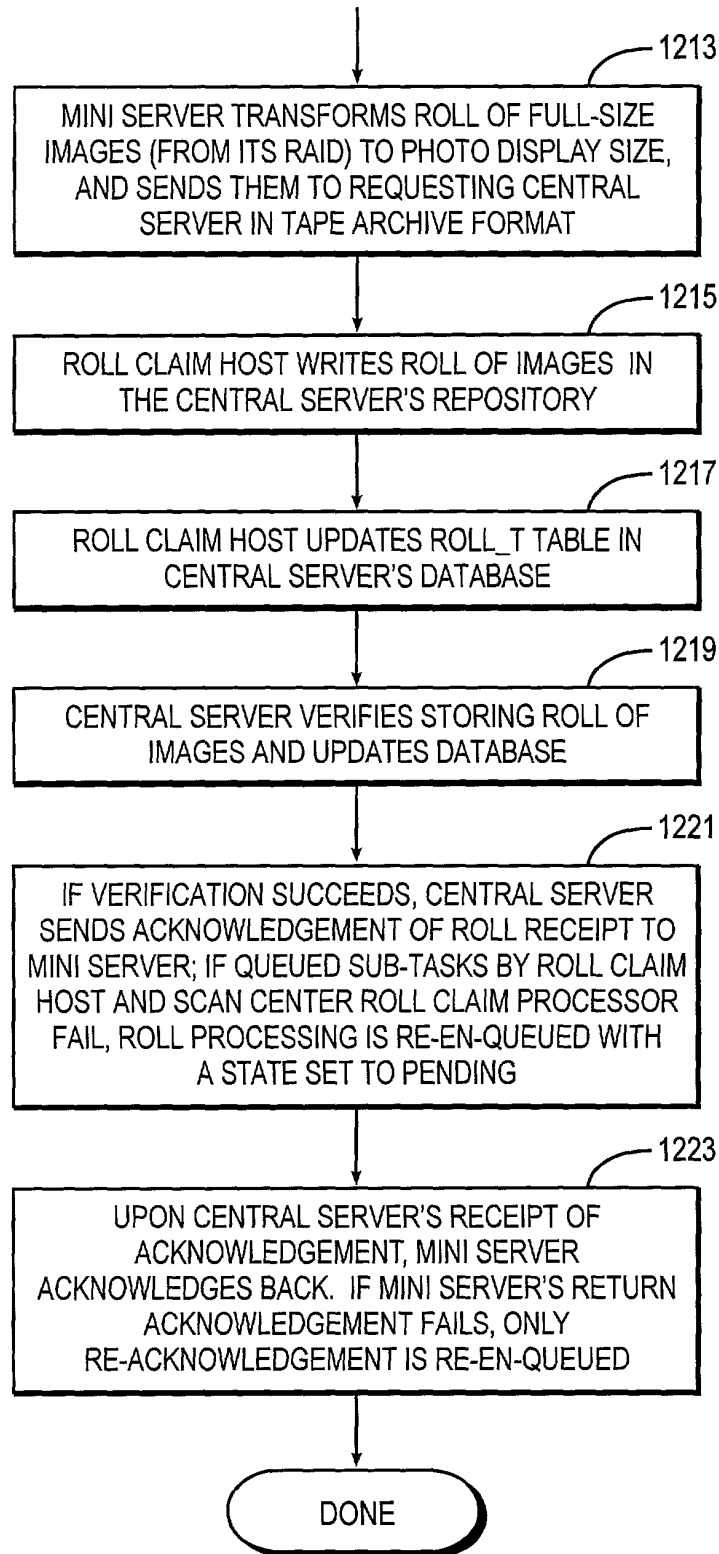 1213
MINI SERVER TRANSFORMS ROLL OF FULL-SIZE
IMAGES (FROM ITS RAID) TO PHOTO DISPLAY SIZE,
AND SENDS THEM TO REQUESTING CENTRAL
SERVER IN TAPE ARCHIVE FORMAT
1215
ROLL CLAIM HOST WRITES ROLL OF IMAGES IN
THE CENTRAL SERVER'S REPOSITORY
1217
ROLL CLAIM HOST UPDATES ROLL_T TABLE IN
CENTRAL SERVER'S DATABASE
1219
CENTRAL SERVER VERIFIES STORING ROLL OF
IMAGES AND UPDATES DATABASE
1221
IF VERIFICATION SUCCEEDS, CENTRAL SERVER
SENDS ACKNOWLEDGEMENT OF ROLL RECEIPT TO
MINI SERVER; IF QUEUED SUB-TASKS BY ROLL CLAIM
HOST AND SCAN CENTER ROLL CLAIM PROCESSOR
FAIL, ROLL PROCESSING IS RE-EN-QUEUED WITH
A STATE SET TO PENDING
1223
UPON CENTRAL SERVER'S RECEIPT OF
ACKNOWLEDGEMENT, MINI SERVER
ACKNOWLEDGES BACK. IF MINI SERVER'S RETURN
ACKNOWLEDGEMENT FAILS, ONLY
RE-ACKNOWLEDGEMENT IS RE-EN-QUEUED
DONE